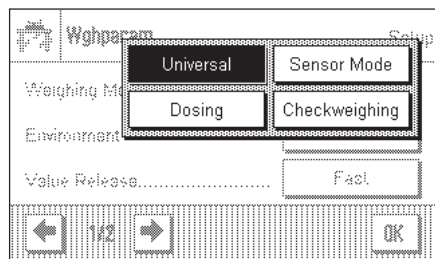 Wghparam Setup
Universal Sensor Mode
Weighing Mo
Dosing Checkweighing
Environment
Value Release........................... Fast
1/2 OK